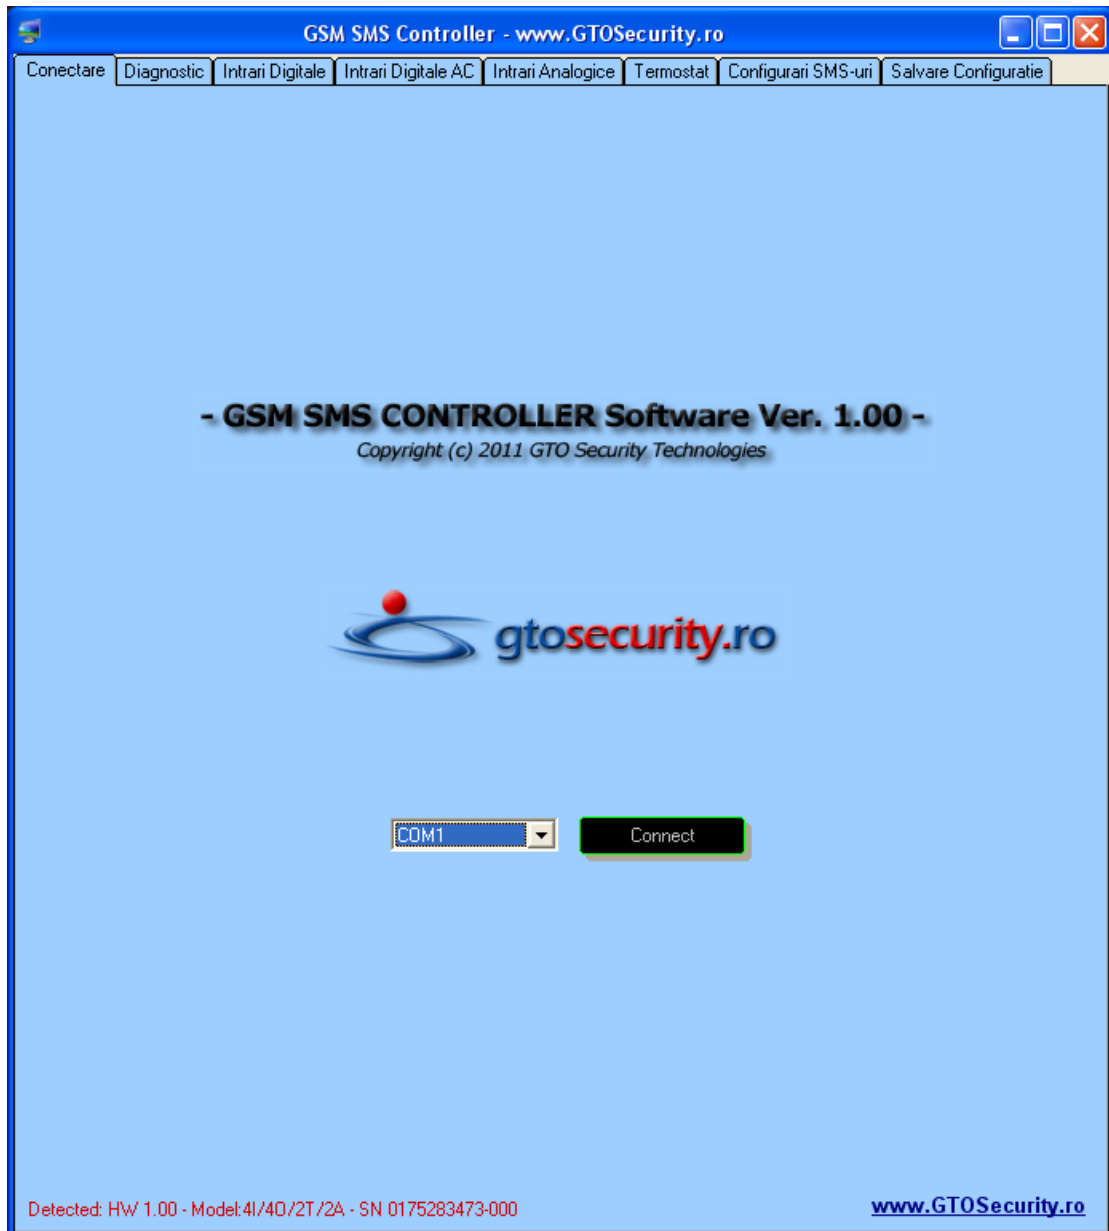 GSM SMS Controller - www.GTOSecurity.ro
Conectare Diagnostic Intrari Digitale Intrari Digitale AC Intrari Analogice Termostat Configurari SMS-uri Salvare Configuratie
- GSM SMS CONTROLLER Software Ver. 1.00 -
Copyright (c) 2011 GTO Security Technologies
gtosecurity.ro
COM1 Connect
Detected: HW 1.00 - Model:4I/4O/2T/2A - SN 0175283473-000 www.GTOSecurity.ro